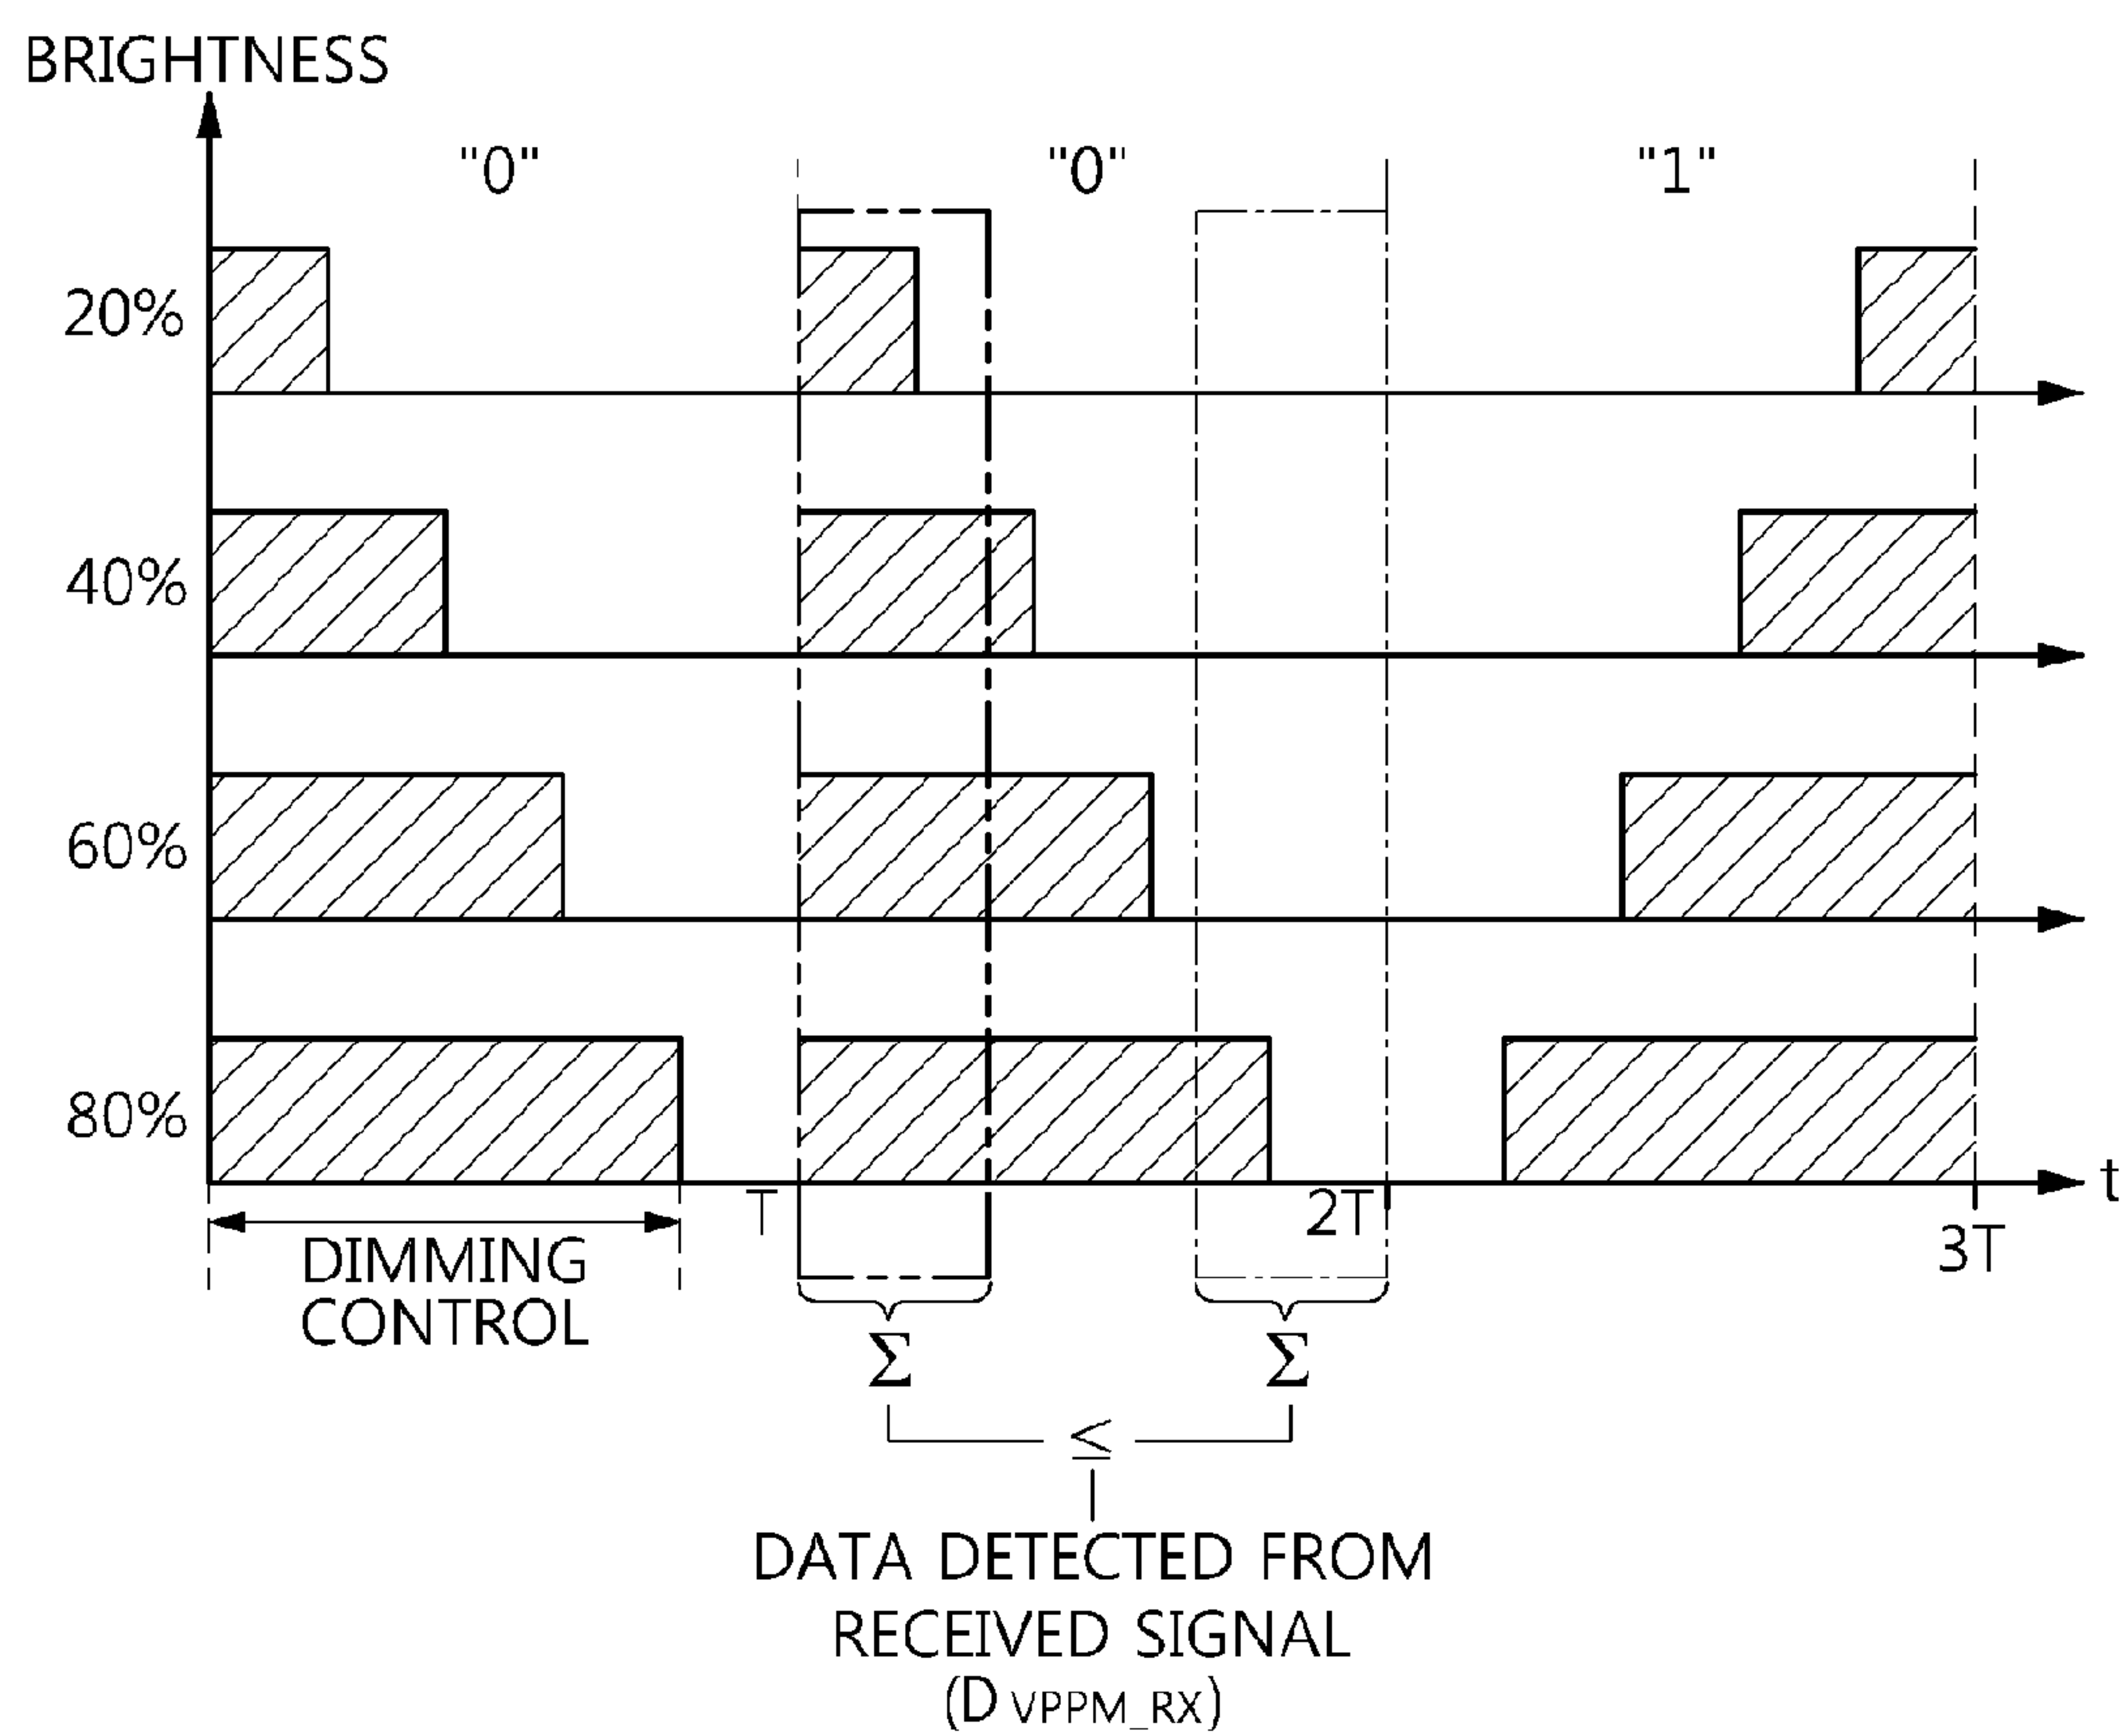 BRIGHTNESS
"0" "0" "1"
20%
40%
60%
80%
t
T 2T 3T
DIMMING
CONTROL
Σ Σ
≤
DATA DETECTED FROM
RECEIVED SIGNAL
(D VPPM_RX)